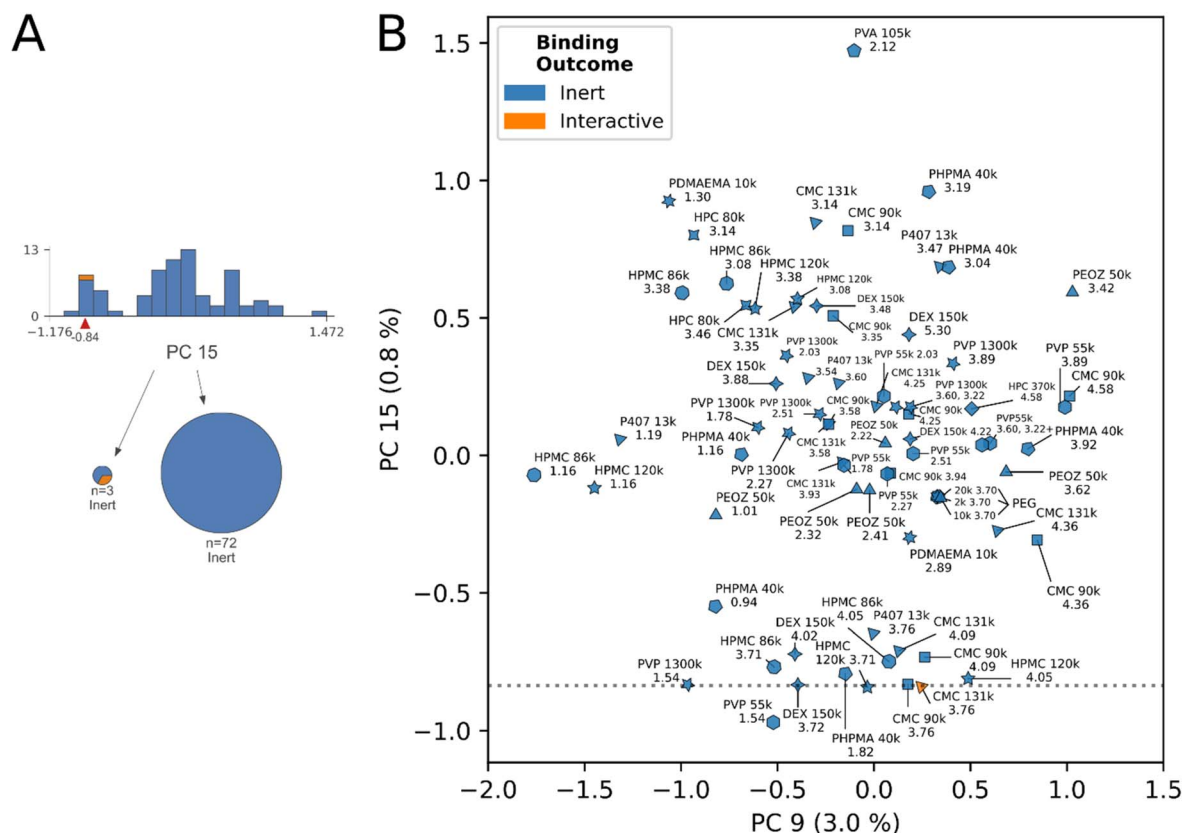 A
13
0
-1.176
-0.84
1.472
PC 15
n=3
Inert
n=72
Inert
B
PC 15 (0.8 %)
1.5
1.0
0.5
0.0
−0.5
−1.0
−2.0
−1.5
−1.0
−0.5
0.0
0.5
1.0
1.5
PC 9 (3.0 %)
Binding
Outcome
Inert
Interactive
PVA 105k
2.12
PDMAEMA 10k
1.30
CMC 131k
3.14
PHPMA 40k
3.19
HPC 80k
3.14
CMC 90k
3.14
P407 13k
3.47
PHPMA 40k
3.04
HPMC 86k
3.08
HPMC 86k
3.38
HPMC 120k
3.38
HPMC 120k
3.08
PEOZ 50k
3.42
HPC 80k
3.46
CMC 131k
3.35
DEX 150k
3.48
CMC 90k
3.35
DEX 150k
5.30
PVP 1300k
2.03
P407 13k
3.54
3.60
PVP 55k 2.03
PVP 1300k
3.89
PVP 55k
3.89
DEX 150k
3.88
CMC 131k
4.25
PVP 1300k
3.60, 3.22
HPC 370k
4.58
CMC 90k
4.58
PVP 1300k
1.78
PVP 1300k
2.51
CMC 90k
3.58
CMC 90k
4.25
PVP55k
3.60, 3.22+
P407 13k
1.19
PHPMA 40k
1.16
PEOZ 50k
2.22
DEX 150k 4.22
PHPMA 40k
3.92
HPMC 86k
1.16
HPMC 120k
1.16
PVP 1300k
2.27
CMC 131k
3.58
PVP 55k
1.78
PVP 55k
2.51
PEOZ 50k
1.01
CMC 131k
3.93
PVP 55k
2.27
CMC 90k 3.94
PEOZ 50k
3.62
20k 3.70
2k 3.70
10k 3.70
PEG
PEOZ 50k
2.32
PEOZ 50k
2.41
CMC 131k
4.36
PDMAEMA 10k
2.89
CMC 90k
4.36
PHPMA 40k
0.94
HPMC 86k
4.05
P407 13k
3.76
DEX 150k
4.02
CMC 131k
4.09
HPMC 86k
3.71
HPMC
120k 3.71
CMC 90k
4.09
HPMC 120k
4.05
PVP 1300k
1.54
PVP 55k
1.54
DEX 150k
3.72
PHPMA 40k
1.82
CMC 90k
3.76
CMC 131k
3.76